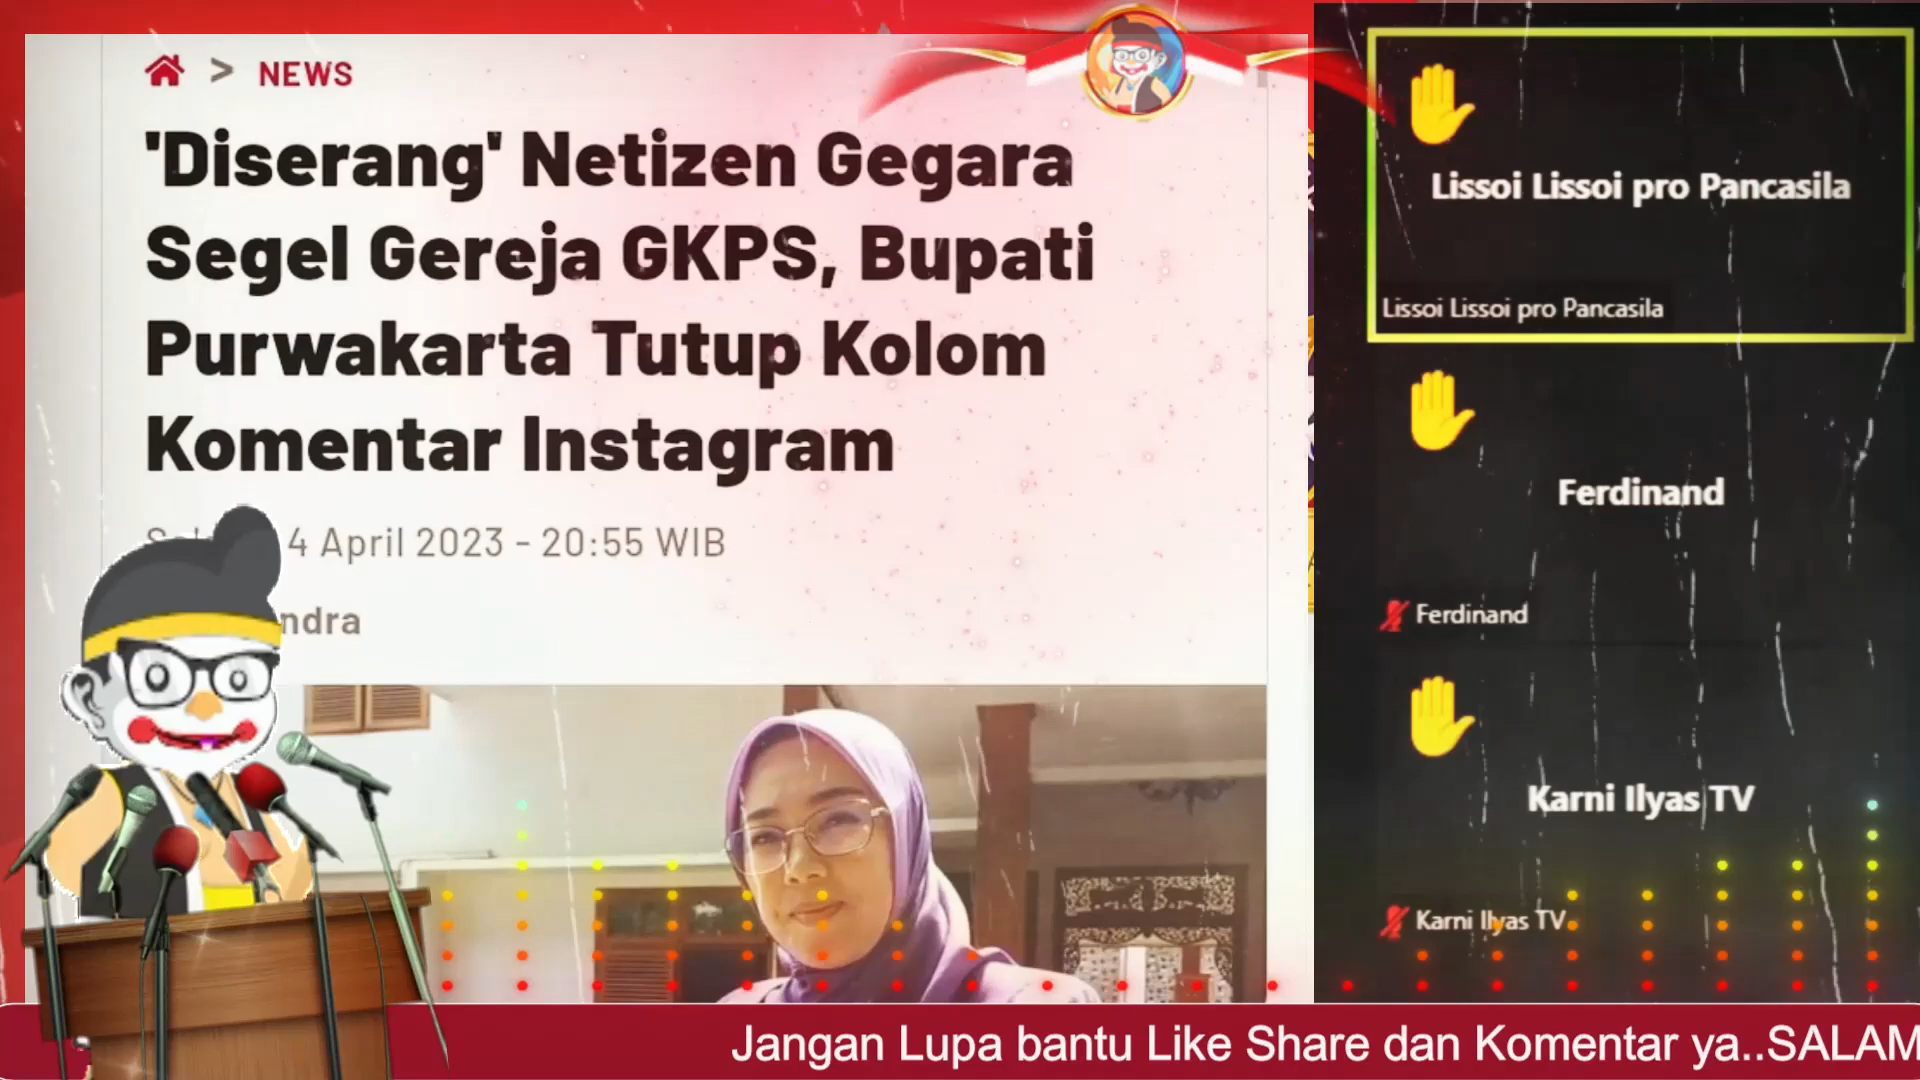 > NEWS
'Diserang' Netizen Gegara
Segel Gereja GKPS, Bupati
Purwakarta Tutup Kolom
Komentar Instagram
4 April 2023 - 20:55 WIB
ndra
Lissoi Lissoi pro Pancasila
Lissoi Lissoi pro Pancasila
Ferdinand
Ferdinand
Karni Ilyas TV
Karni Ilyas TV
Jangan Lupa bantu Like Share dan Komentar ya..SALAM